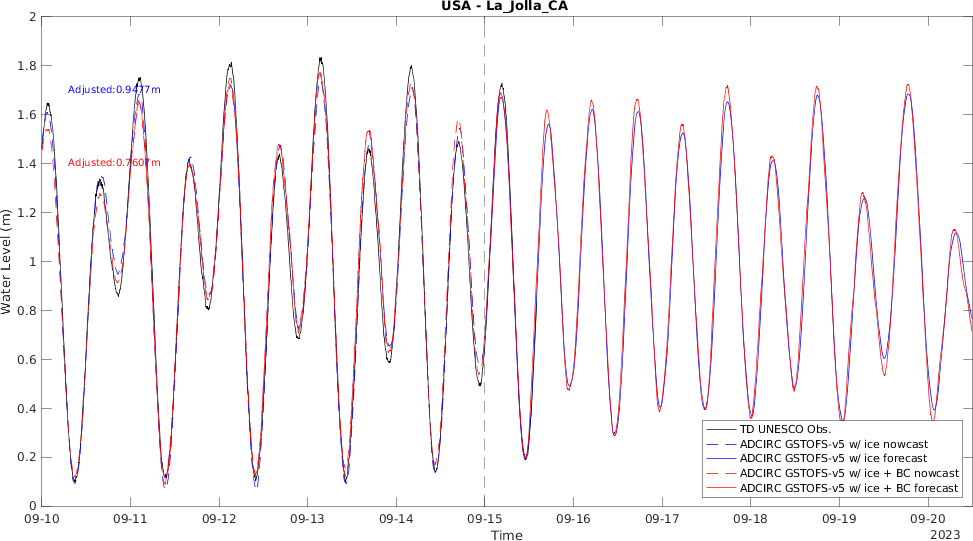 USA - La_Jolla_CA
2
1.8
1.6
1.4
1.2
1
0.8
0.6
0.4
0.2
0
Water Level (m)
Adjusted:0.9477m
Adjusted:0.7607m
TD UNESCO Obs.
ADCIRC GSTOFS-v5 w/ ice nowcast
ADCIRC GSTOFS-v5 w/ ice forecast
ADCIRC GSTOFS-v5 w/ ice + BC nowcast
ADCIRC GSTOFS-v5 w/ ice + BC forecast
09-10 09-11 09-12 09-13 09-14 09-15 09-16 09-17 09-18 09-19 09-20
2023
Time